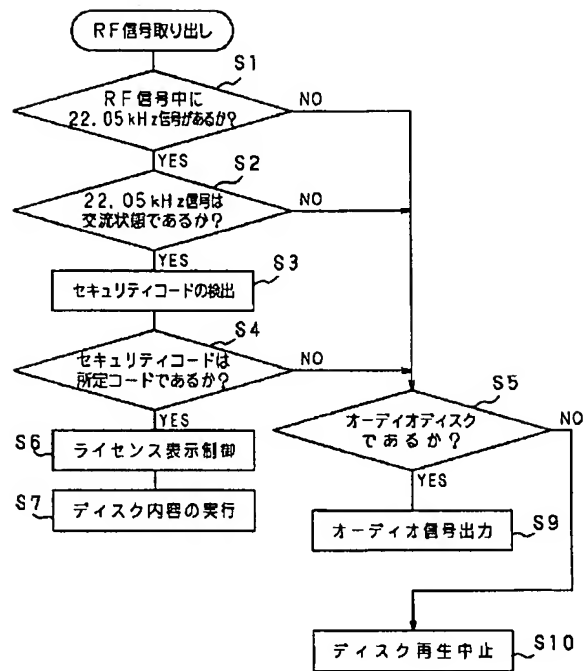 RF信号取り出し
S1
RF信号中に
22.05kHz信号があるか?
NO
YES
S2
22.05kHz信号は
交流状態であるか?
NO
YES
S3
セキュリティコードの検出
S4
セキュリティコードは
所定コードであるか?
NO
YES
S5
オーディオディスク
であるか?
NO
YES
S6
ライセンス表示制御
S7
ディスク内容の実行
オーディオ信号出力
S9
ディスク再生中止
S10